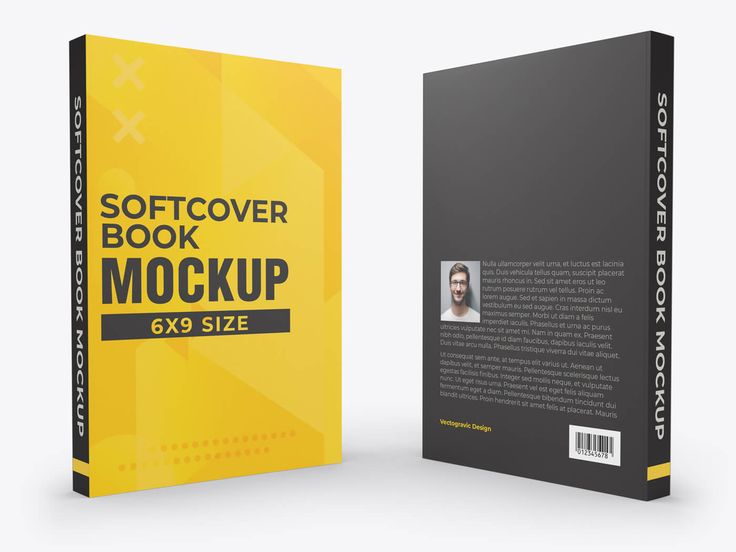 SOFTCOVER BOOK MOCKUP
SOFTCOVER
BOOK
MOCKUP
6X9 SIZE
Nulla ullamcorper velit urna, et luctus est lacinia
quis. Duis vehicula tellus quam, suscipit placerat
mauris rhoncus in. Sed sit amet eros ut leo
rutrum posuere rutrum vel tellus. Proin ac
lorem augue. Sed et sapien in massa dictum
vestibulum eu sed augue. Cras interdum nisl eu
maximus semper. Morbi ut diam a felis
imperdiet iaculis. Phasellus et urna ac purus
ultrices vulputate nec sit amet mi. Nam in quam ex. Praesent
nibh odio, pellentesque id diam faucibus, dapibus iaculis velit.
Duis vitae arcu nulla. Phasellus tristique viverra dui vitae aliquet.
Ut consequat sem ante, at tempus elit varius ut. Aenean ut
dapibus velit, et semper mauris. Pellentesque scelerisque lectus
egestas facilisis finibus. Integer sed mollis neque, et vulputate
nunc. Ut eget risus urna. Praesent vel est eget felis aliquam
fermentum eget a diam. Pellentesque bibendum tincidunt dui
blandit ultrices. Proin hendrerit sit amet felis at placerat. Mauris
Vectogravic Design
012345678
SOFTCOVER BOOK MOCKUP